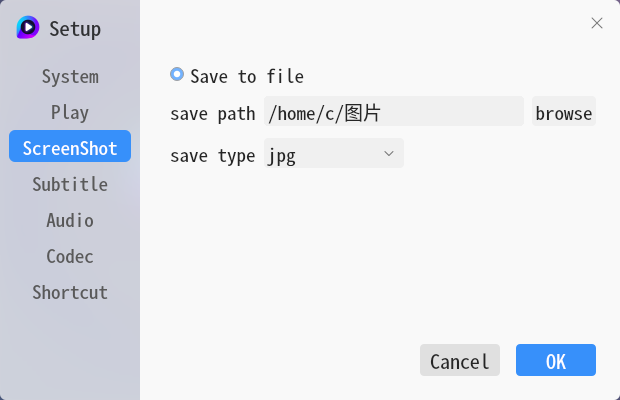 Setup
System
Play
ScreenShot
Subtitle
Audio
Codec
Shortcut
Save to file
save path /home/c/图片 browse
save type jpg
Cancel OK